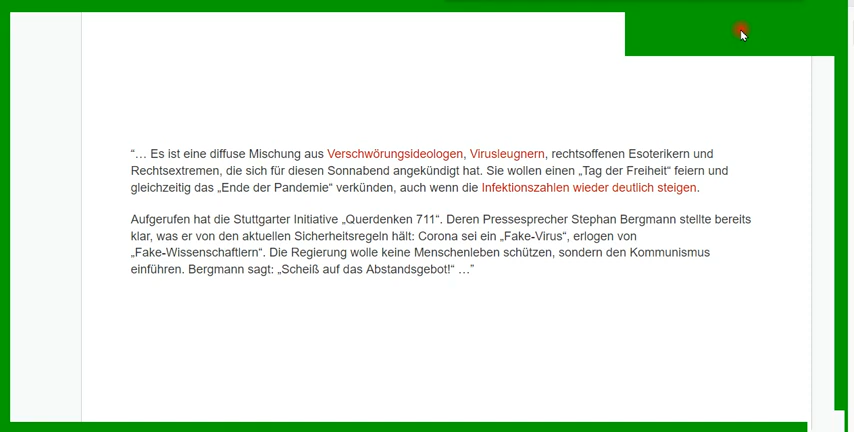 “… Es ist eine diffuse Mischung aus Verschwörungsideologen, Virusleugnern, rechtsoffenen Esoterikern und
Rechtsextremen, die sich für diesen Sonnabend angekündigt hat. Sie wollen einen „Tag der Freiheit“ feiern und
gleichzeitig das „Ende der Pandemie“ verkünden, auch wenn die Infektionszahlen wieder deutlich steigen.
Aufgerufen hat die Stuttgarter Initiative „Querdenken 711“. Deren Pressesprecher Stephan Bergmann stellte bereits
klar, was er von den aktuellen Sicherheitsregeln hält: Corona sei ein „Fake-Virus“, erlogen von
„Fake-Wissenschaftlern“. Die Regierung wolle keine Menschenleben schützen, sondern den Kommunismus
einführen. Bergmann sagt: „Scheiß auf das Abstandsgebot!“ …”